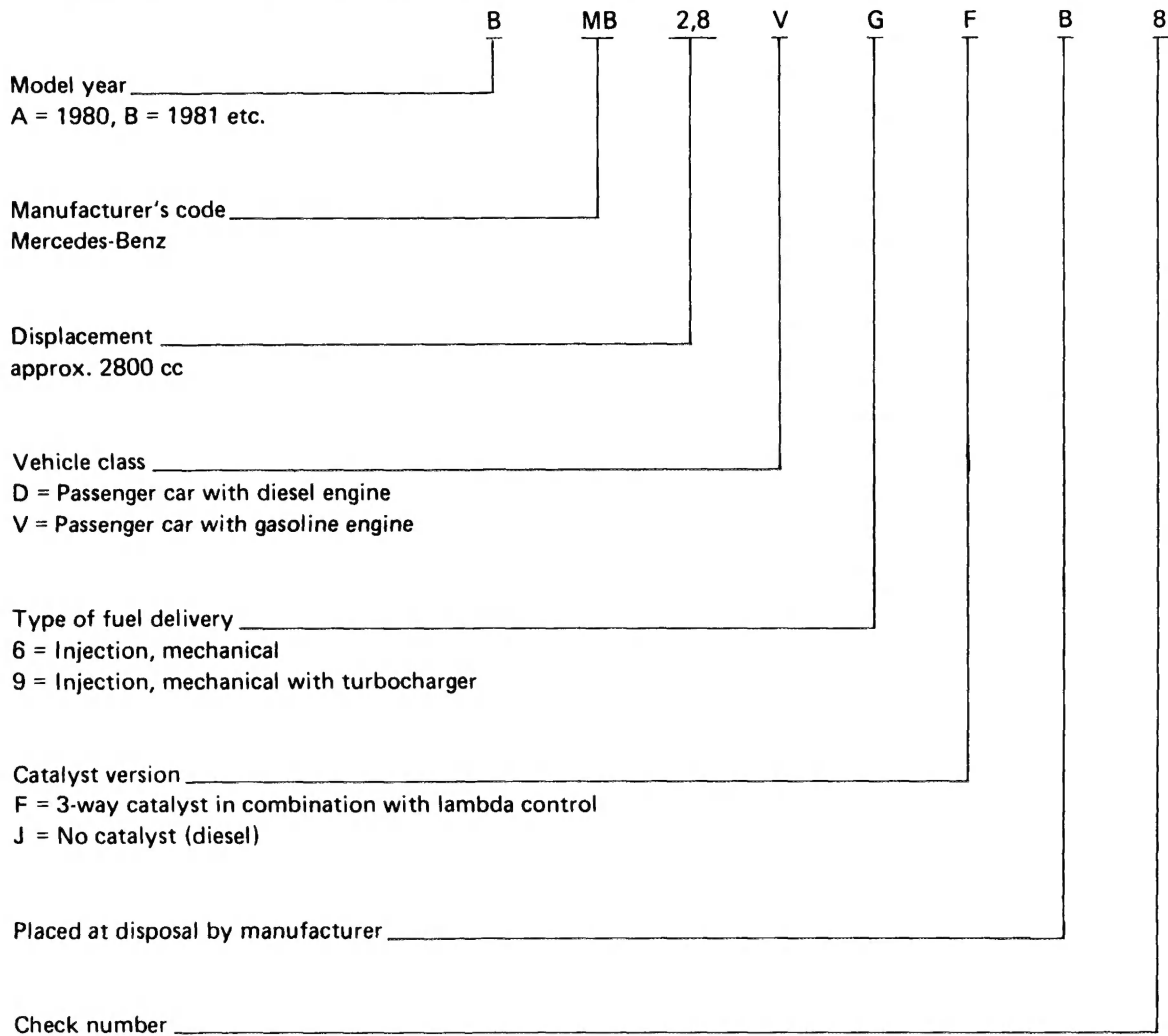 B MB 2,8 V G F B 8
Model year
A = 1980, B = 1981 etc.
Manufacturer's code
Mercedes-Benz
Displacement
approx. 2800 cc
Vehicle class
D = Passenger car with diesel engine
V = Passenger car with gasoline engine
Type of fuel delivery
6 = Injection, mechanical
9 = Injection, mechanical with turbocharger
Catalyst version
F = 3-way catalyst in combination with lambda control
J = No catalyst (diesel)
Placed at disposal by manufacturer
Check number